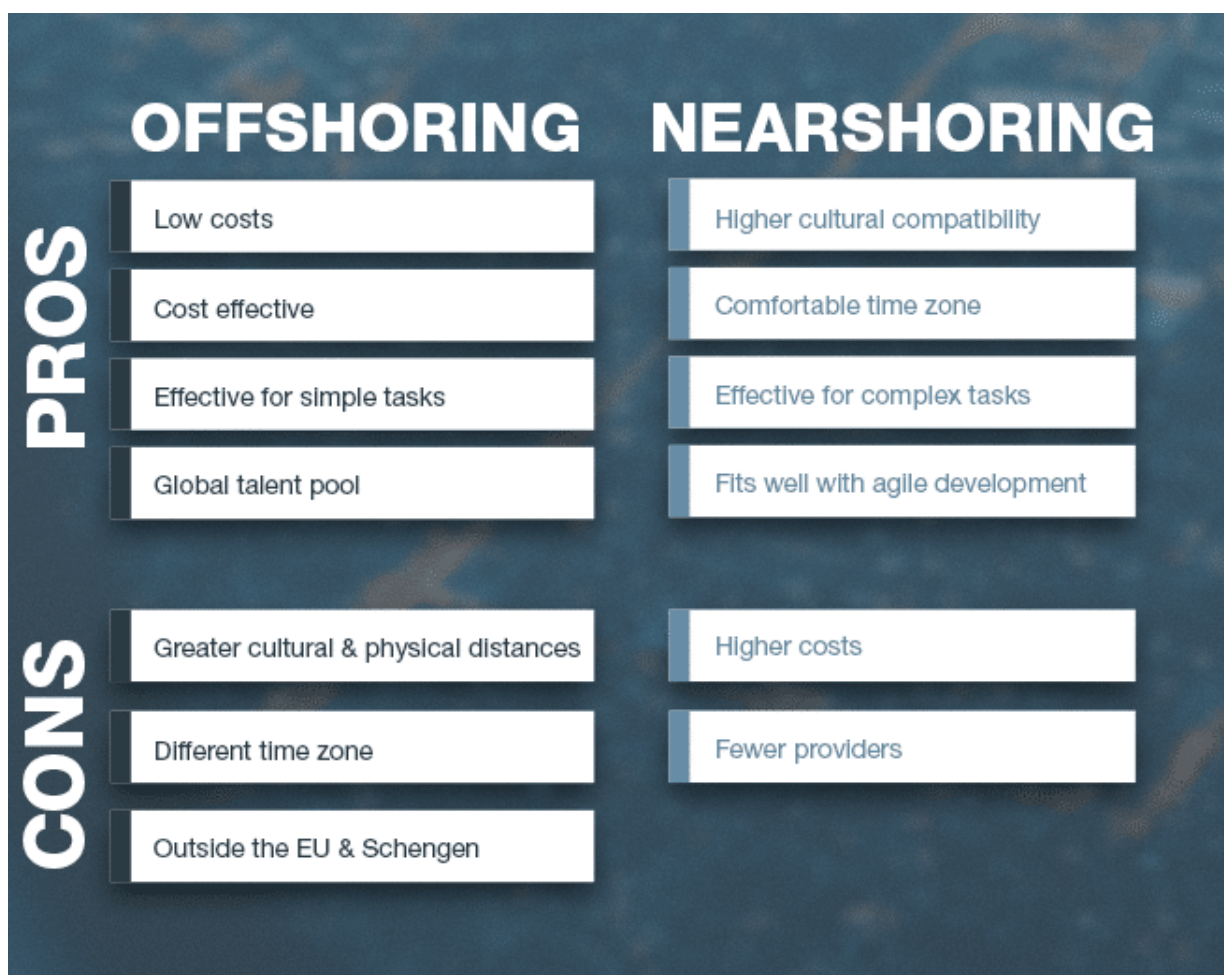 OFFSHORING
NEARSHORING
PROS
Low costs
Cost effective
Effective for simple tasks
Global talent pool
Higher cultural compatibility
Comfortable time zone
Effective for complex tasks
Fits well with agile development
CONS
Greater cultural & physical distances
Different time zone
Outside the EU & Schengen
Higher costs
Fewer providers